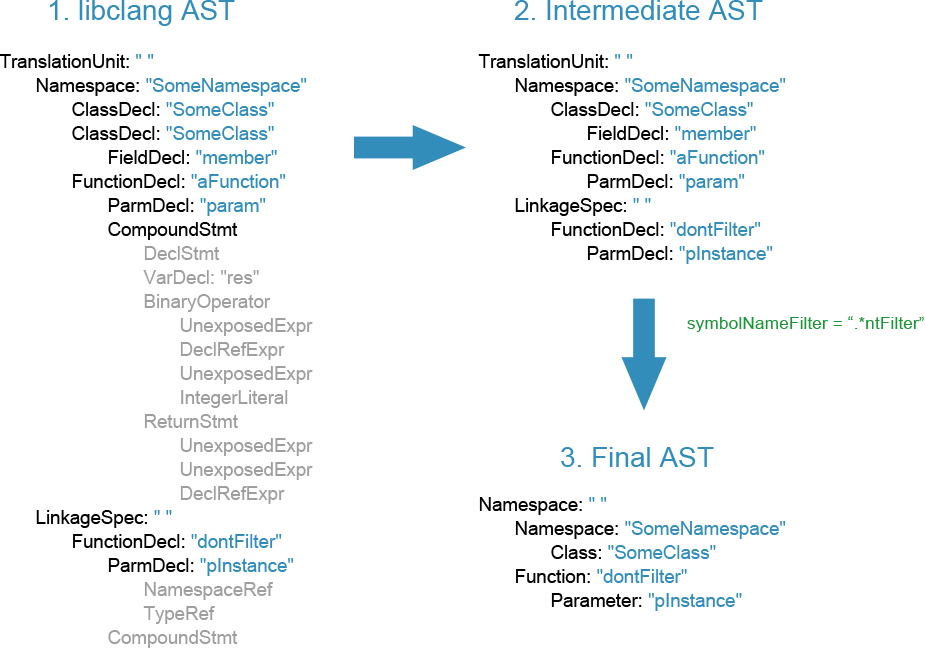 1. libclang AST
TranslationUnit: " "
Namespace: "SomeNamespace"
ClassDecl: "SomeClass"
ClassDecl: "SomeClass"
FieldDecl: "member"
FunctionDecl: "aFunction"
ParmDecl: "param"
CompoundStmt
DeclStmt
VarDecl: "res"
BinaryOperator
UnexposedExpr
DeclRefExpr
UnexposedExpr
IntegerLiteral
ReturnStmt
UnexposedExpr
UnexposedExpr
DeclRefExpr
LinkageSpec: " "
FunctionDecl: "dontFilter"
ParmDecl: "pInstance"
NamespaceRef
TypeRef
CompoundStmt
2. Intermediate AST
TranslationUnit: " "
Namespace: "SomeNamespace"
ClassDecl: "SomeClass"
FieldDecl: "member"
FunctionDecl: "aFunction"
ParmDecl: "param"
LinkageSpec: " "
FunctionDecl: "dontFilter"
ParmDecl: "pInstance"
symbolNameFilter = “.*ntFilter”
3. Final AST
Namespace: " "
Namespace: "SomeNamespace"
Class: "SomeClass"
Function: "dontFilter"
Parameter: "pInstance"